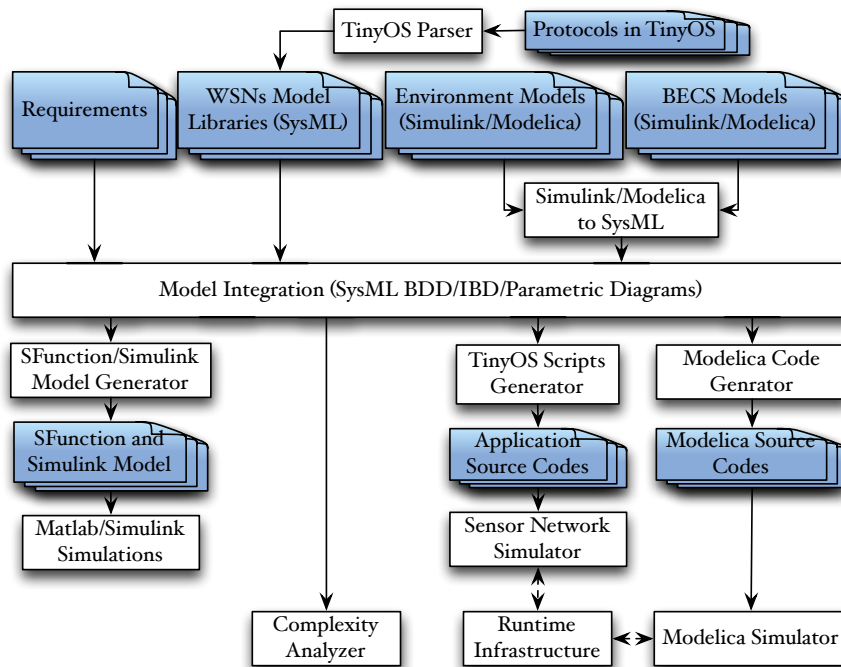 TinyOS Parser
Protocols in TinyOS
Requirements
WSNs Model
Libraries (SysML)
Environment Models
(Simulink/Modelica)
BECS Models
(Simulink/Modelica)
Simulink/Modelica
to SysML
Model Integration (SysML BDD/IBD/Parametric Diagrams)
SFunction/Simulink
Model Generator
TinyOS Scripts
Generator
Modelica Code
Genrator
SFunction and
Simulink Model
Application
Source Codes
Modelica Source
Codes
Matlab/Simulink
Simulations
Sensor Network
Simulator
Complexity
Analyzer
Runtime
Infrastructure
Modelica Simulator